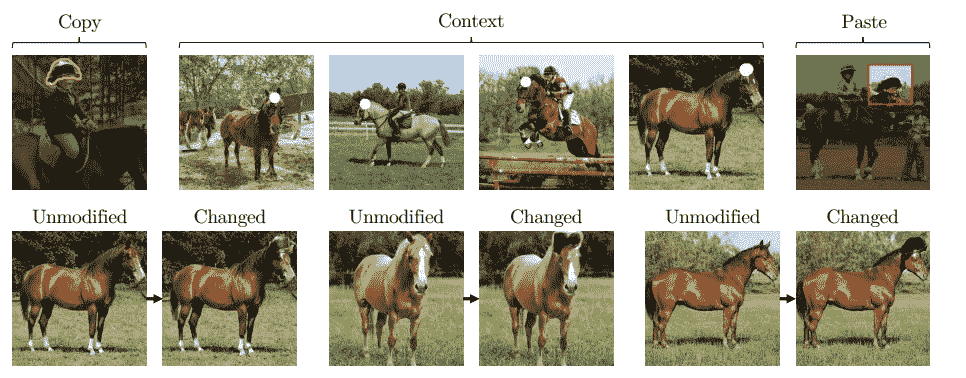 Copy
Context
Paste
Unmodified
Changed
Unmodified
Changed
Unmodified
Changed